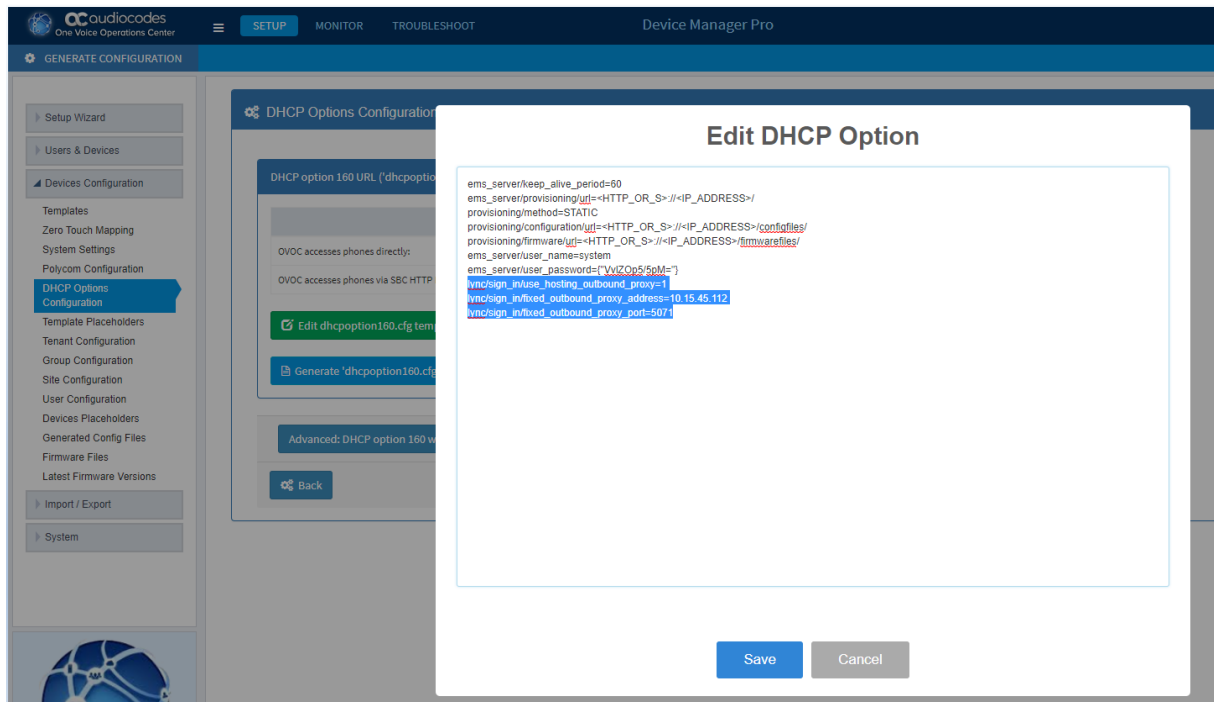 audiocodes
One Voice Operations Center
SETUP
MONITOR
TROUBLESHOOT
Device Manager Pro
GENERATE CONFIGURATION
Setup Wizard
Users & Devices
Devices Configuration
Templates
Zero Touch Mapping
System Settings
Polycom Configuration
DHCP Options
Configuration
Template Placeholders
Tenant Configuration
Group Configuration
Site Configuration
User Configuration
Devices Placeholders
Generated Config Files
Firmware Files
Latest Firmware Versions
Import / Export
System
DHCP Options Configuration
DHCP option 160 URL ('dhcpoptio
OVOC accesses phones directly:
OVOC accesses phones via SBC HTTP
Edit dhcpoption160.cfg tem
Generate 'dhcpoption160.cfg
Advanced: DHCP option 160 w
Back
Edit DHCP Option
ems_server/keep_alive_period=60
ems_server/provisioning/url=<HTTP_OR_S>://<IP_ADDRESS>/
provisioning/method=STATIC
provisioning/configuration/url=<HTTP_OR_S>://<IP_ADDRESS>/configfiles/
provisioning/firmware/url=<HTTP_OR_S>://<IP_ADDRESS>/firmwarefiles/
ems_server/user_name=system
ems_server/user_password={"VvlZOp5/5pM="}
lync/sign_in/use_hosting_outbound_proxy=1
lync/sign_in/fixed_outbound_proxy_address=10.15.45.112
lync/sign_in/fixed_outbound_proxy_port=5071
Save
Cancel